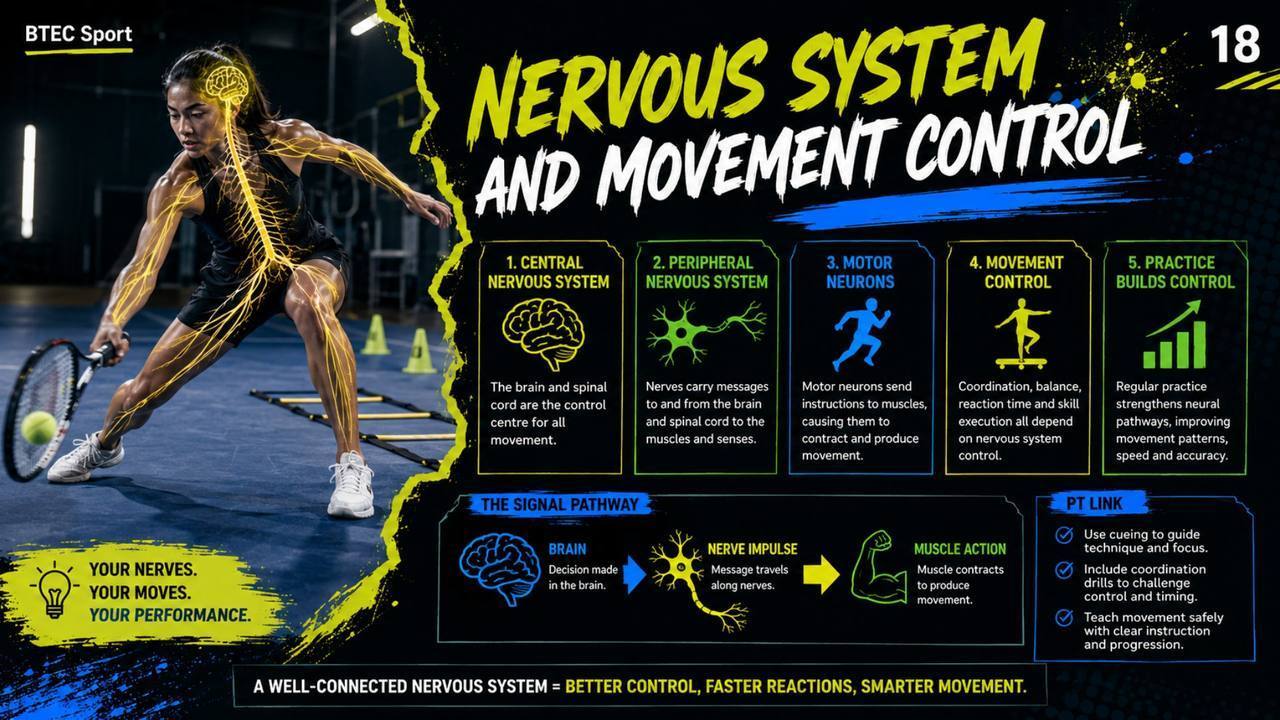 BTEC Sport
18
NERVOUS SYSTEM
AND MOVEMENT CONTROL
1. CENTRAL
NERVOUS SYSTEM
The brain and spinal
cord are the control
centre for all
movement.
2. PERIPHERAL
NERVOUS SYSTEM
Nerves carry messages
to and from the brain
and spinal cord to the
muscles and senses.
3. MOTOR
NEURONS
Motor neurons send
instructions to muscles,
causing them to
contract and produce
movement.
4. MOVEMENT
CONTROL
Coordination, balance,
reaction time and skill
execution all depend
on nervous system
control.
5. PRACTICE
BUILDS CONTROL
Regular practice
strengthens neural
pathways, improving
movement patterns,
speed and accuracy.
THE SIGNAL PATHWAY
BRAIN
Decision made
in the brain.
NERVE IMPULSE
Message travels
along nerves.
MUSCLE ACTION
Muscle contracts
to produce
movement.
PT LINK
Use cueing to guide
technique and focus.
Include coordination
drills to challenge
control and timing.
Teach movement safely
with clear instruction
and progression.
YOUR NERVES.
YOUR MOVES.
YOUR PERFORMANCE.
A WELL-CONNECTED NERVOUS SYSTEM = BETTER CONTROL, FASTER REACTIONS, SMARTER MOVEMENT.